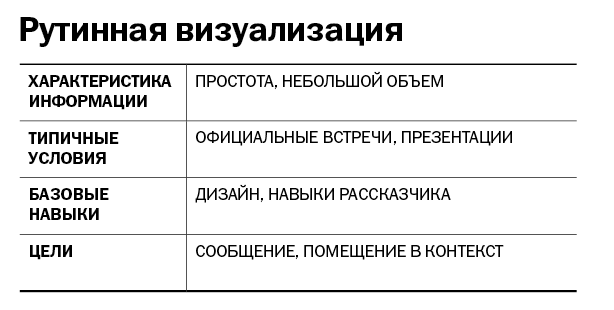 Рутинная визуализация
ХАРАКТЕРИСТИКА
ИНФОРМАЦИИ
ПРОСТОТА, НЕБОЛЬШОЙ ОБЪЕМ
ТИПИЧНЫЕ
УСЛОВИЯ
ОФИЦИАЛЬНЫЕ ВСТРЕЧИ, ПРЕЗЕНТАЦИИ
БАЗОВЫЕ
НАВЫКИ
ДИЗАЙН, НАВЫКИ РАССКАЗЧИКА
ЦЕЛИ
СООБЩЕНИЕ, ПОМЕЩЕНИЕ В КОНТЕКСТ